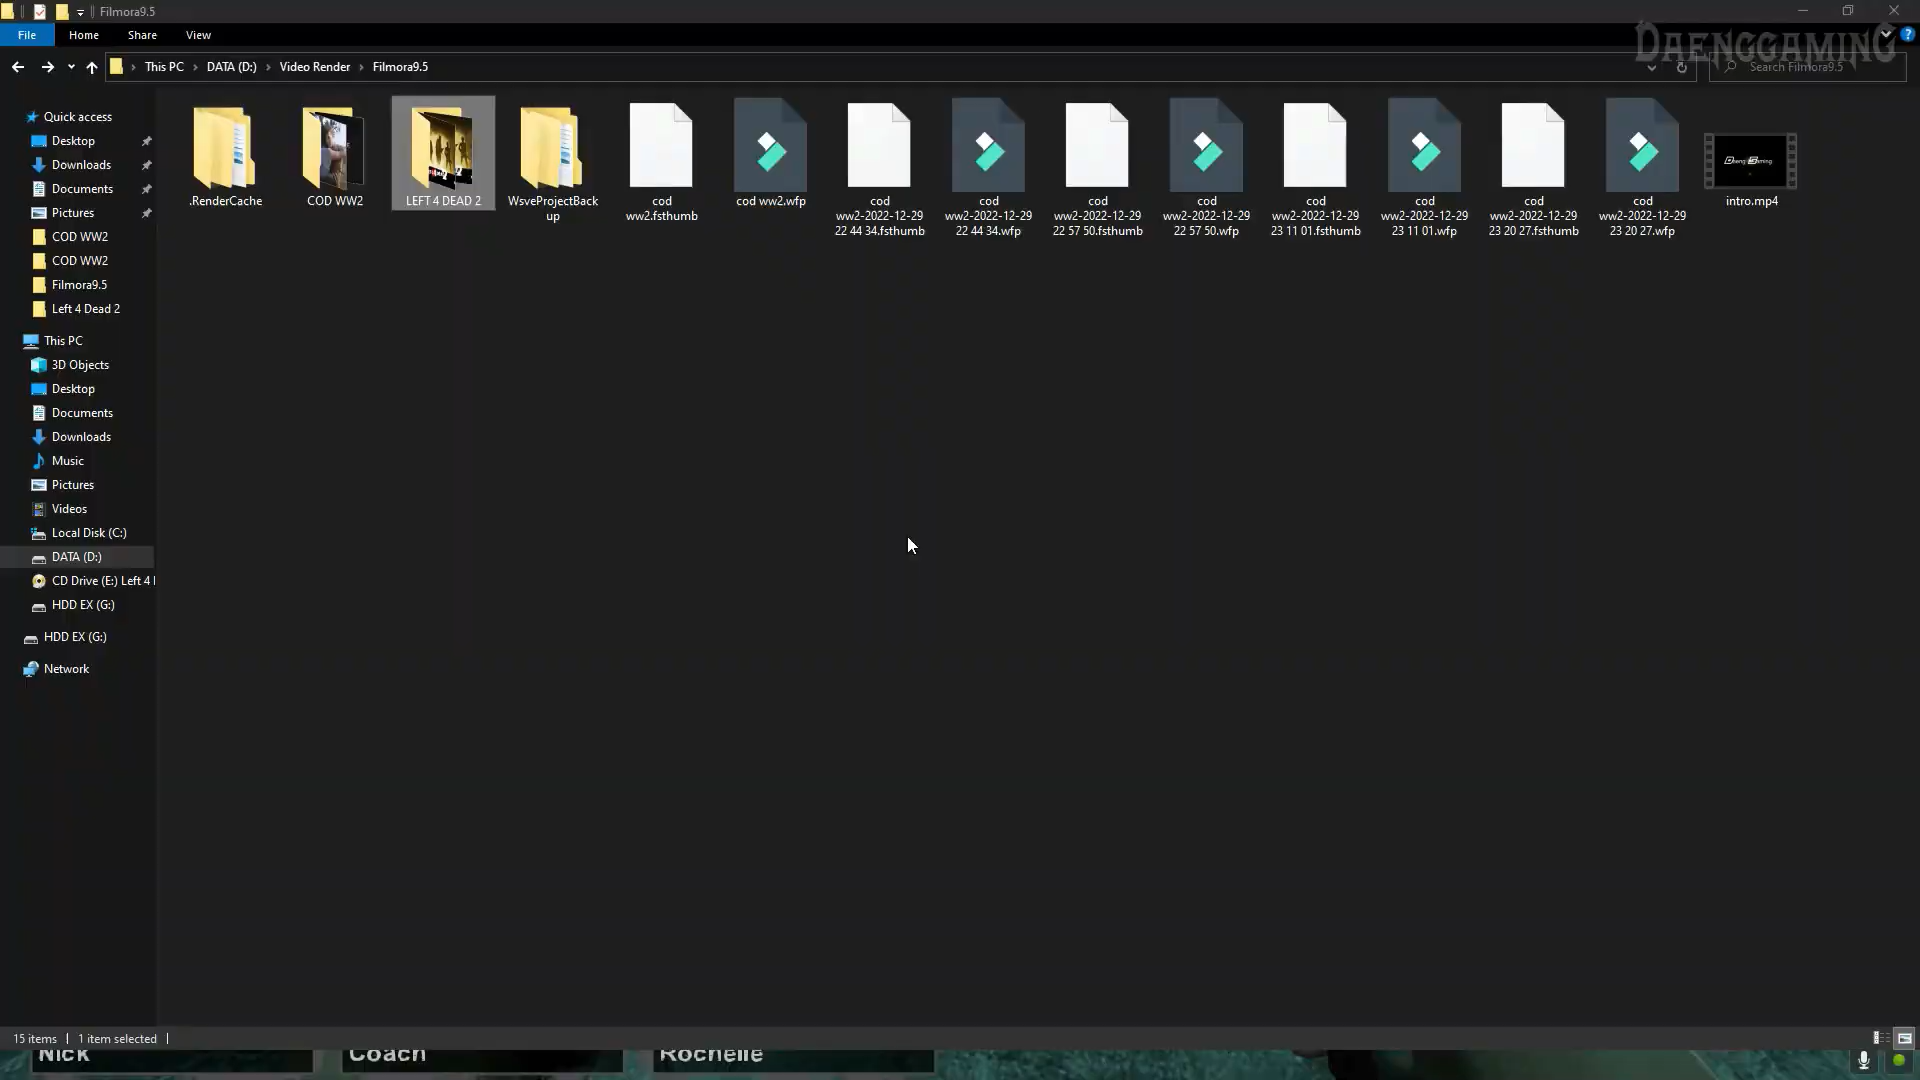 Filmora9.5
File Home Share View
DAENGGAMING
This PC DATA (D:) Video Render Filmora9.5
Search Filmora9.5
Quick access
Desktop
Downloads
Documents
Pictures
COD WW2
COD WW2
Filmora9.5
Left 4 Dead 2
This PC
3D Objects
Desktop
Documents
Downloads
Music
Pictures
Videos
Local Disk (C:)
DATA (D:)
CD Drive (E:) Left 4
HDD EX (G:)
HDD EX (G:)
Network
.RenderCache
COD WW2
LEFT 4 DEAD 2
WsveProjectBack
up
cod
ww2.fsthumb
cod ww2.wfp
cod
ww2-2022-12-29
22 44 34.fsthumb
cod
ww2-2022-12-29
22 44 34.wfp
cod
ww2-2022-12-29
22 57 50.fsthumb
cod
ww2-2022-12-29
22 57 50.wfp
cod
ww2-2022-12-29
23 11 01.fsthumb
cod
ww2-2022-12-29
23 11 01.wfp
cod
ww2-2022-12-29
23 20 27.fsthumb
cod
ww2-2022-12-29
23 20 27.wfp
Daeng Gaming
intro.mp4
15 items 1 item selected
Nick Coach Rochelle